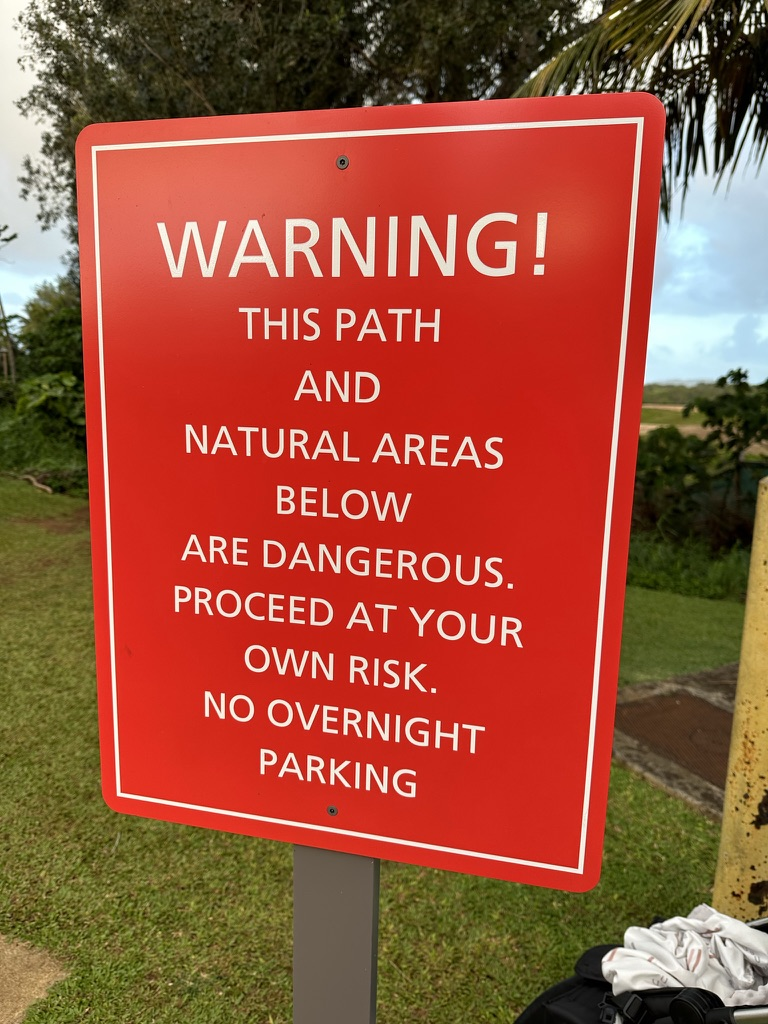 WARNING!
THIS PATH
AND
NATURAL AREAS
BELOW
ARE DANGEROUS.
PROCEED AT YOUR
OWN RISK.
NO OVERNIGHT
PARKING